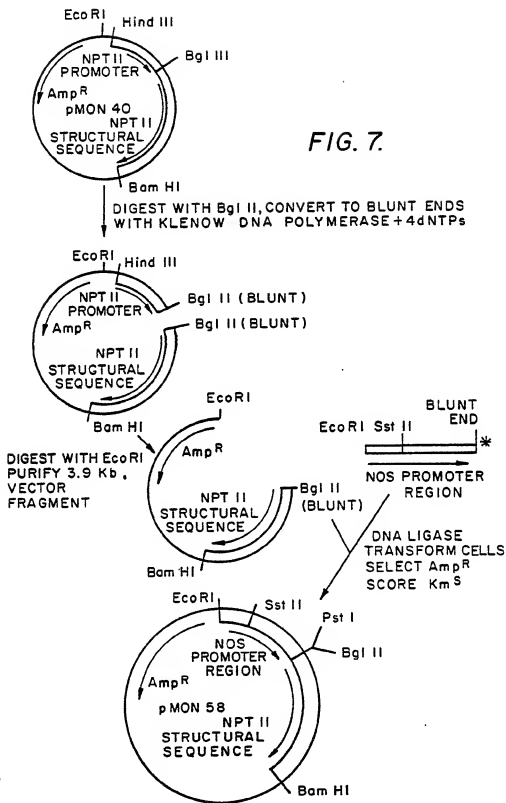 EcoRI
Hind III
NPT II
PROMOTER
Bgl III
AmpR
pMON 40
NPT II
STRUCTURAL
SEQUENCE
Bam HI
FIG. 7.
DIGEST WITH Bgl II, CONVERT TO BLUNT ENDS
WITH KLENOW DNA POLYMERASE + 4dNTPs
EcoRI
Hind III
NPT II
PROMOTER
Bgl II (BLUNT)
Bgl II (BLUNT)
AmpR
NPT II
STRUCTURAL
SEQUENCE
Bam HI
DIGEST WITH EcoRI
PURIFY 3.9 Kb.
VECTOR
FRAGMENT
EcoRI
AmpR
NPT II
STRUCTURAL
SEQUENCE
Bgl II
(BLUNT)
Bam HI
BLUNT
END
EcoRI Sst II
*
NOS PROMOTER
REGION
DNA LIGASE
TRANSFORM CELLS
SELECT AmpR
SCORE KmS
EcoRI
Sst II
Pst I
Bgl II
NOS
PROMOTER
REGION
AmpR
pMON 58
NPT II
STRUCTURAL
SEQUENCE
Bam HI